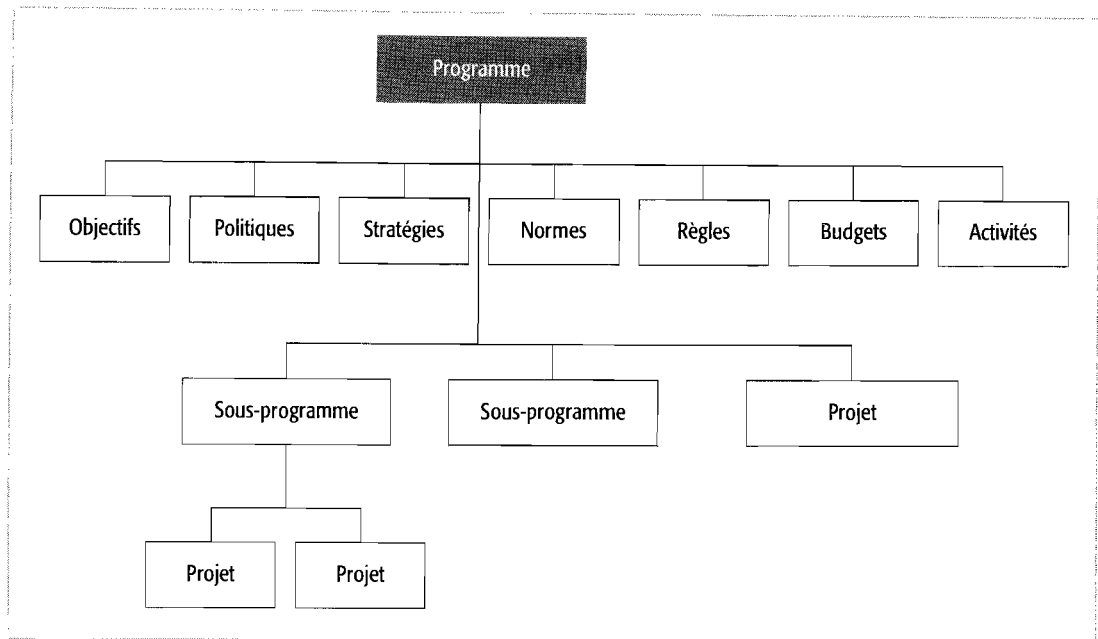 Programme
Objectifs
Politiques
Stratégies
Normes
Règles
Budgets
Activités
Sous-programme
Sous-programme
Projet
Projet
Projet